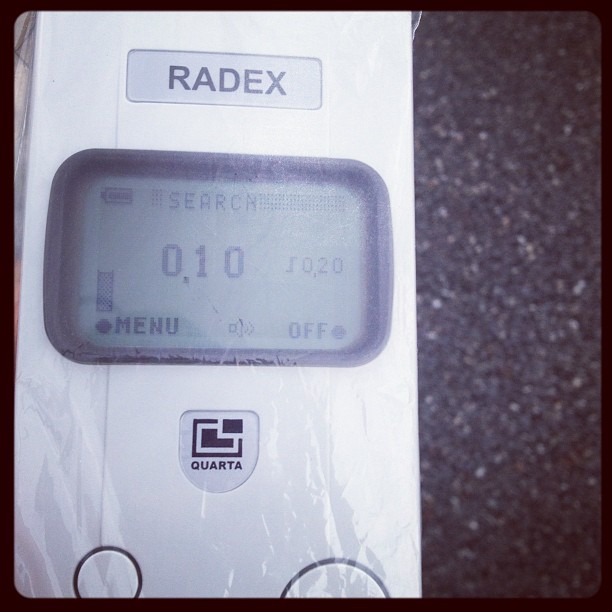 RADEX
SEARCH
0,10 0,20
MENU OFF
QUARTA